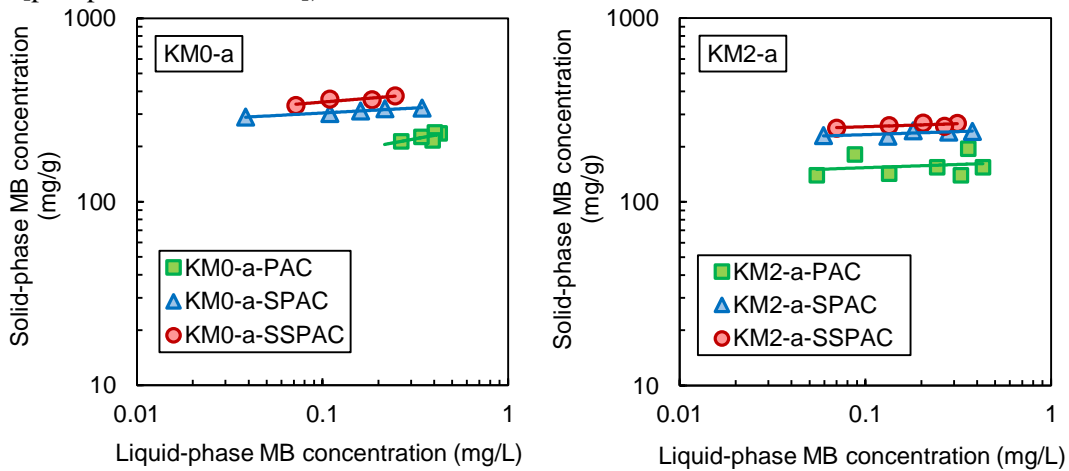 1000
KM0-a
100
10
0.01
0.1
1
Solid-phase MB concentration
(mg/g)
Liquid-phase MB concentration (mg/L)
KM0-a-PAC
KM0-a-SPAC
KM0-a-SSPAC
1000
KM2-a
100
10
0.01
0.1
1
Solid-phase MB concentration
(mg/g)
Liquid-phase MB concentration (mg/L)
KM2-a-PAC
KM2-a-SPAC
KM2-a-SSPAC